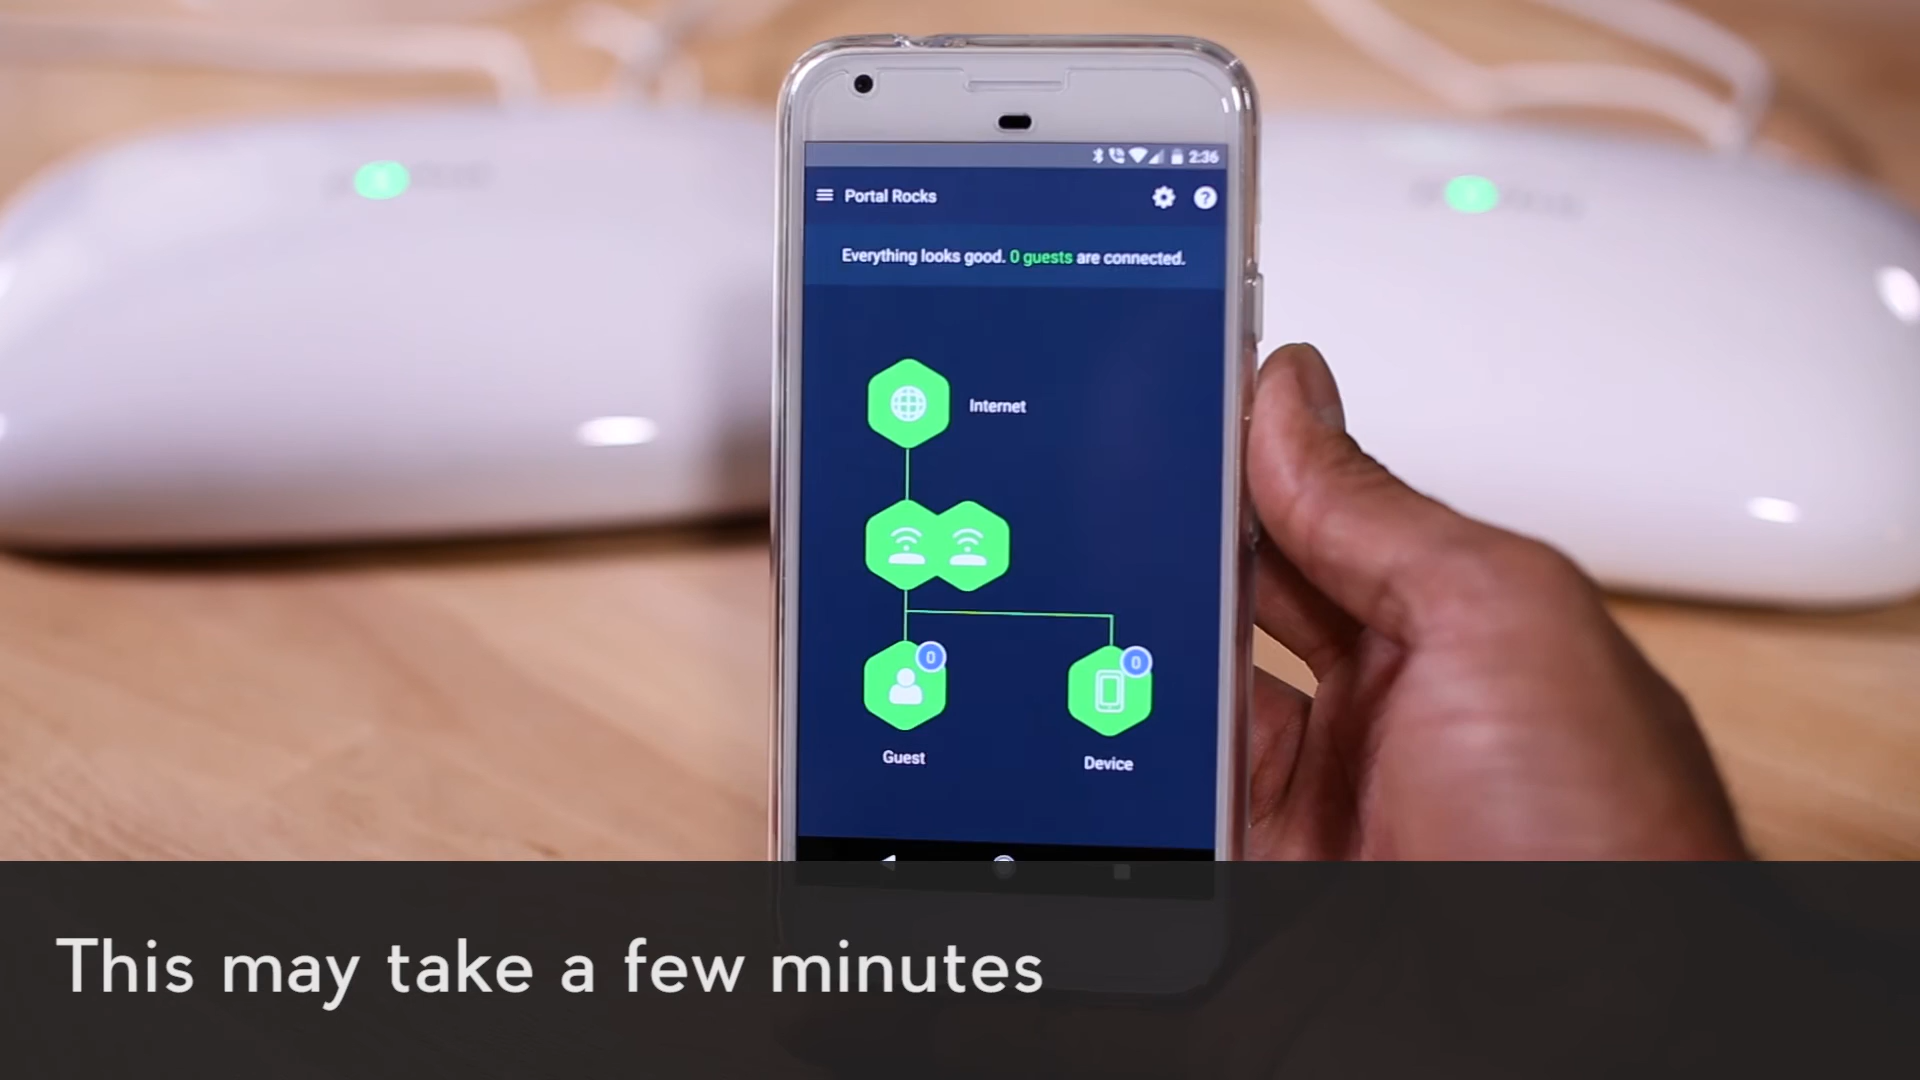 2:36
Portal Rocks
?
Everything looks good. 0 guests are connected.
Internet
0
0
Guest
Device
This may take a few minutes